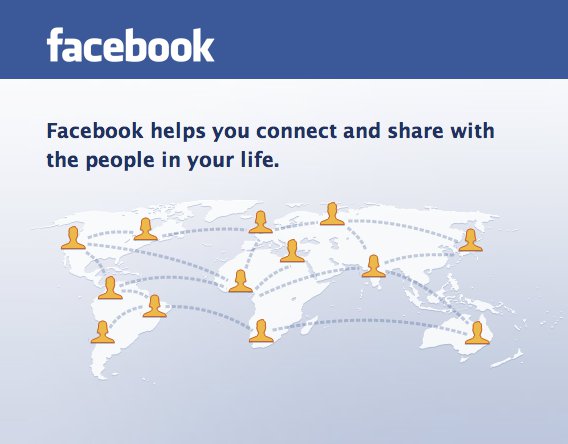 facebook
Facebook helps you connect and share with
the people in your life.